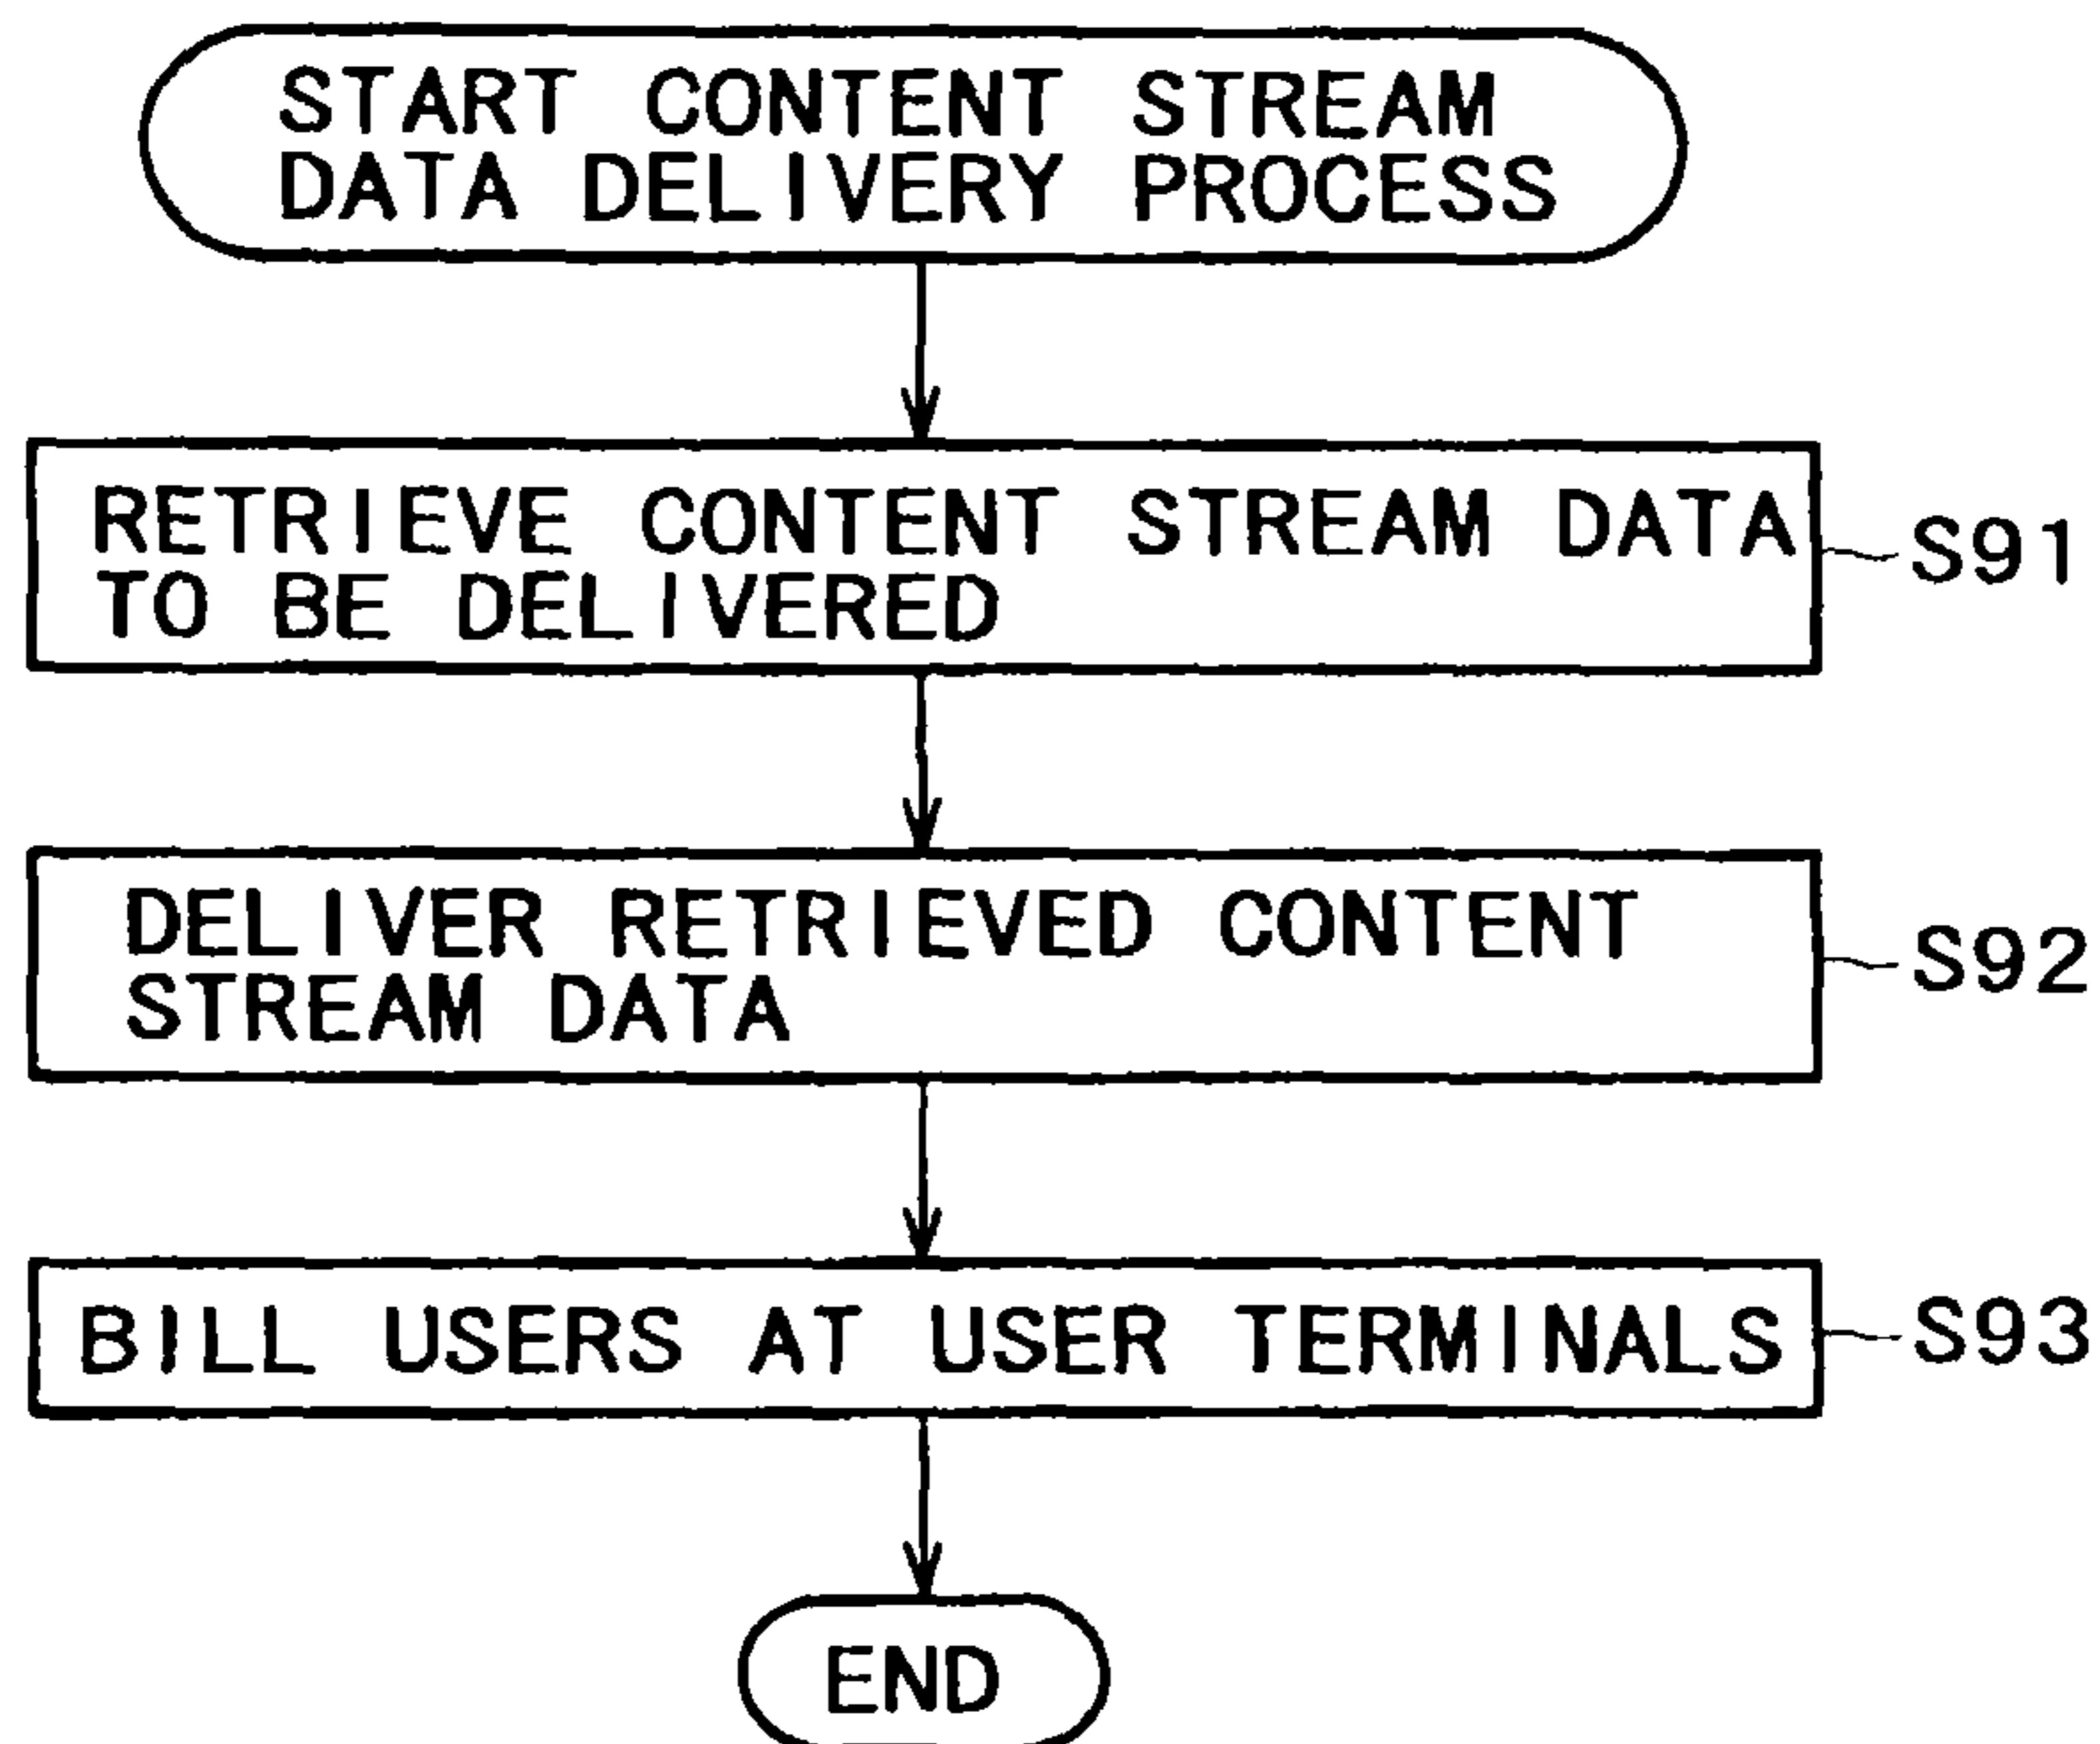 START CONTENT STREAM
DATA DELIVERY PROCESS
RETRIEVE CONTENT STREAM DATA
TO BE DELIVERED
S91
DELIVER RETRIEVED CONTENT
STREAM DATA
S92
BILL USERS AT USER TERMINALS
S93
END